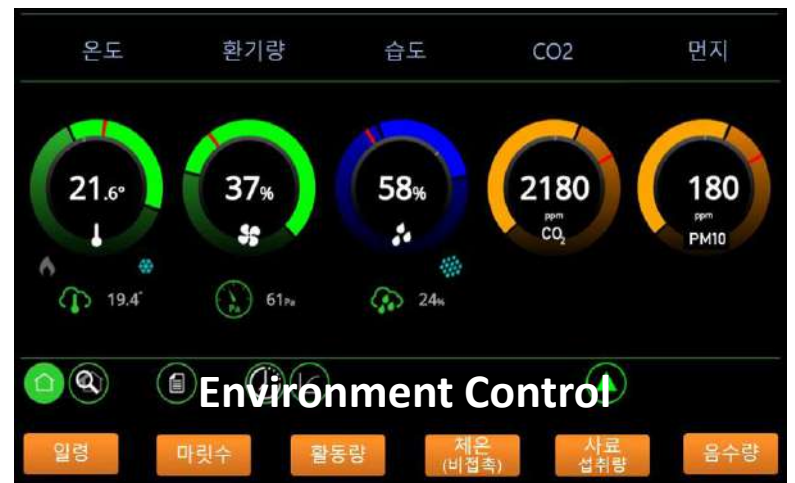 온도 환기량 습도 CO2 먼지
21.6° 37% 58% 2180 180
ppm ppm
CO2 PM10
19.4° Pa 61Pa 24%
Environment Control
일령 마릿수 활동량 체온 사료 음수량
(비접촉) 섭취량